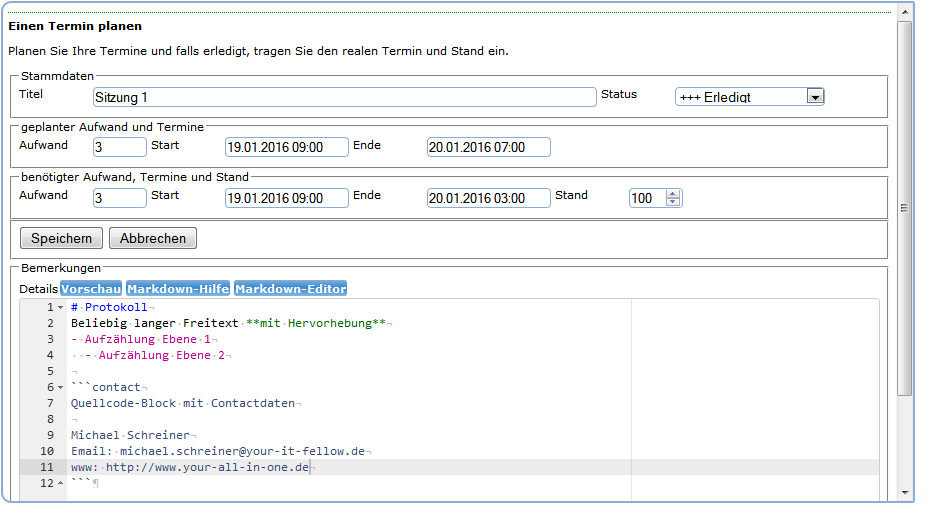 Einen Termin planen
Planen Sie Ihre Termine und falls erledigt, tragen Sie den realen Termin und Stand ein.
Stammdaten
Titel Sitzung 1 Status +++ Erledigt
geplanter Aufwand und Termine
Aufwand 3 Start 19.01.2016 09:00 Ende 20.01.2016 07:00
benötigter Aufwand, Termine und Stand
Aufwand 3 Start 19.01.2016 09:00 Ende 20.01.2016 03:00 Stand 100
Speichern Abbrechen
Bemerkungen
Details Vorschau Markdown-Hilfe Markdown-Editor
1 # Protokoll
2 Beliebig langer Freitext **mit Hervorhebung**
3 - Aufzählung Ebene 1
4   - Aufzählung Ebene 2
5
6 ```contact
7 Quellcode-Block mit Contactdaten
8
9 Michael Schreiner
10 Email: michael.schreiner@your-it-fellow.de
11 www: http://www.your-all-in-one.de
12 ```